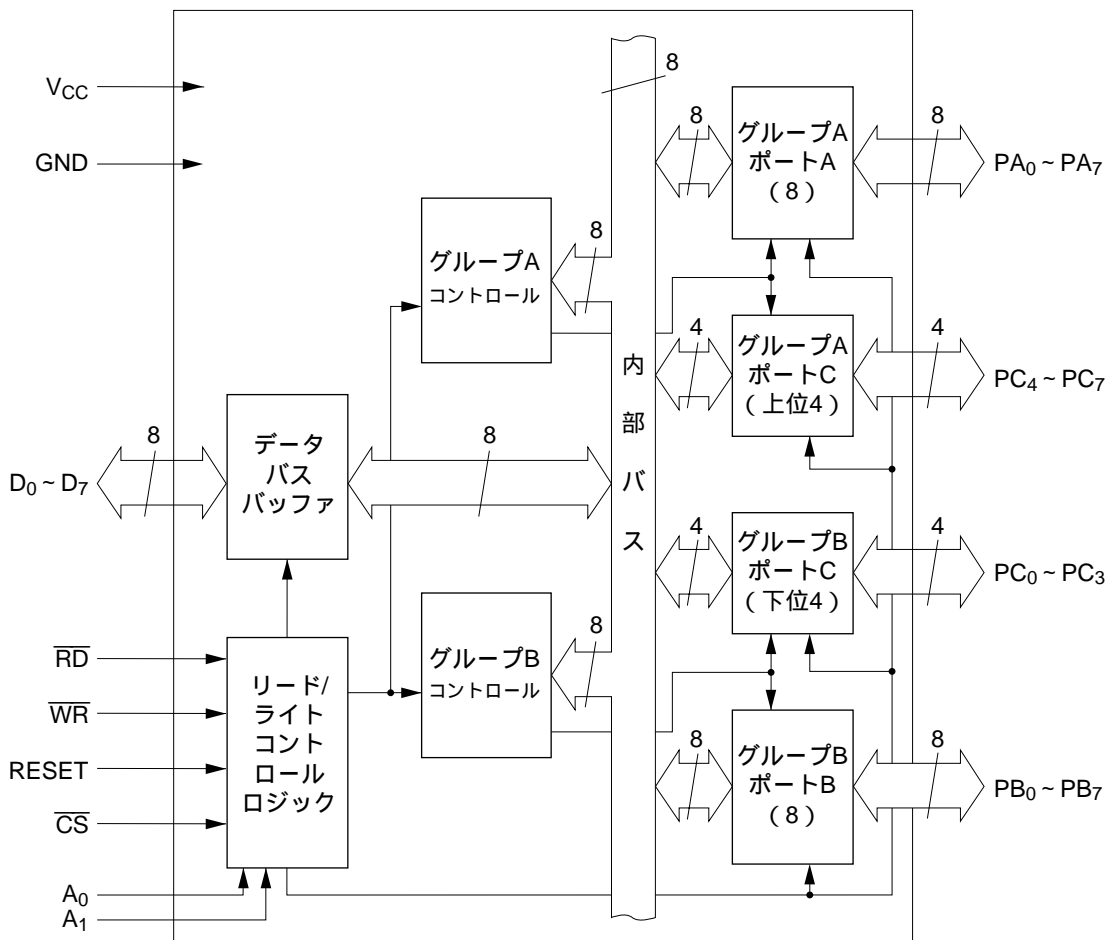 V_CC
GND
8
8
グループA
ポートA
(8)
8
PA₀ ~ PA₇
グループA
コントロール
8
4
グループA
ポートC
(上位4)
4
PC₄ ~ PC₇
内部バス
D₀ ~ D₇
8
データ
バス
バッファ
8
4
グループB
ポートC
(下位4)
4
PC₀ ~ PC₃
R̅D̅
W̅R̅
RESET
C̅S̅
A₀
A₁
リード/
ライト
コント
ロール
ロジック
グループB
コントロール
8
8
グループB
ポートB
(8)
8
PB₀ ~ PB₇